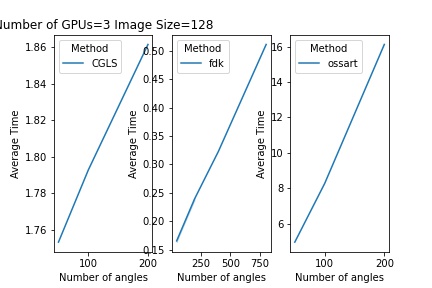 Number of GPUs=3 Image Size=128
Method
CGLS
1.86
1.84
1.82
1.80
1.78
1.76
Average Time
100
200
Number of angles
Method
fdk
0.50
0.45
0.40
0.35
0.30
0.25
0.20
0.15
Average Time
250
500
750
Number of angles
Method
ossart
16
14
12
10
8
6
Average Time
100
200
Number of angles